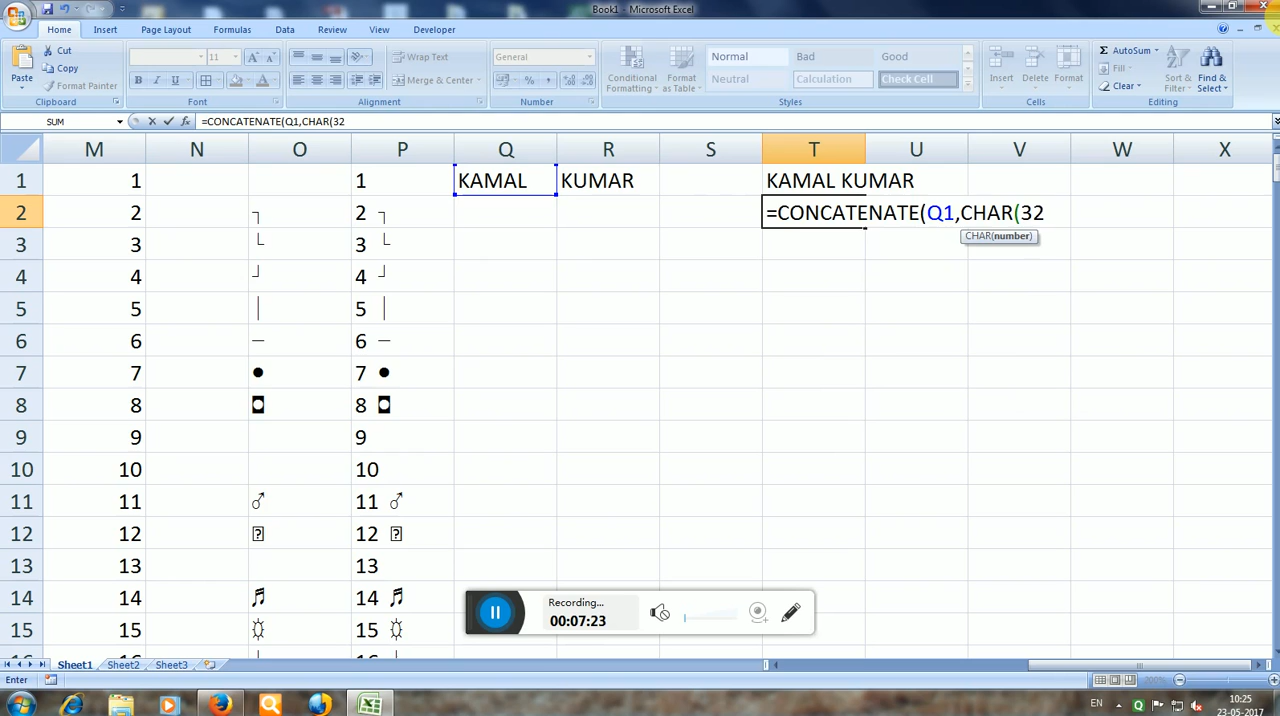 Book1 - Microsoft Excel
Home Insert Page Layout Formulas Data Review View Developer
Paste Cut Copy Format Painter Clipboard
11 B I U A A Font
Wrap Text Merge & Center Alignment
General % , Number
Conditional Formatting Format as Table
Normal Bad Good
Neutral Calculation Check Cell
Styles
Insert Delete Format Cells
Σ AutoSum Fill Clear Sort & Filter Find & Select Editing
SUM fx =CONCATENATE(Q1,CHAR(32
M N O P Q R S T U V W X
1 1 1 KAMAL KUMAR KAMAL KUMAR
2 2 ┐ 2 ┐ =CONCATENATE(Q1,CHAR(32
CHAR(number)
3 3 └ 3 └
4 4 ┘ 4 ┘
5 5 │ 5 │
6 6 ─ 6 ─
7 7 ● 7 ●
8 8 ◘ 8 ◘
9 9 9
10 10 10
11 11 ♂ 11 ♂
12 12 ⍰ 12 ⍰
13 13 13
14 14 ♬ 14 ♬
15 15 ☼ 15 ☼
Recording...
00:07:23
Sheet1 Sheet2 Sheet3
Enter 200%
EN 10:25
23-05-2017